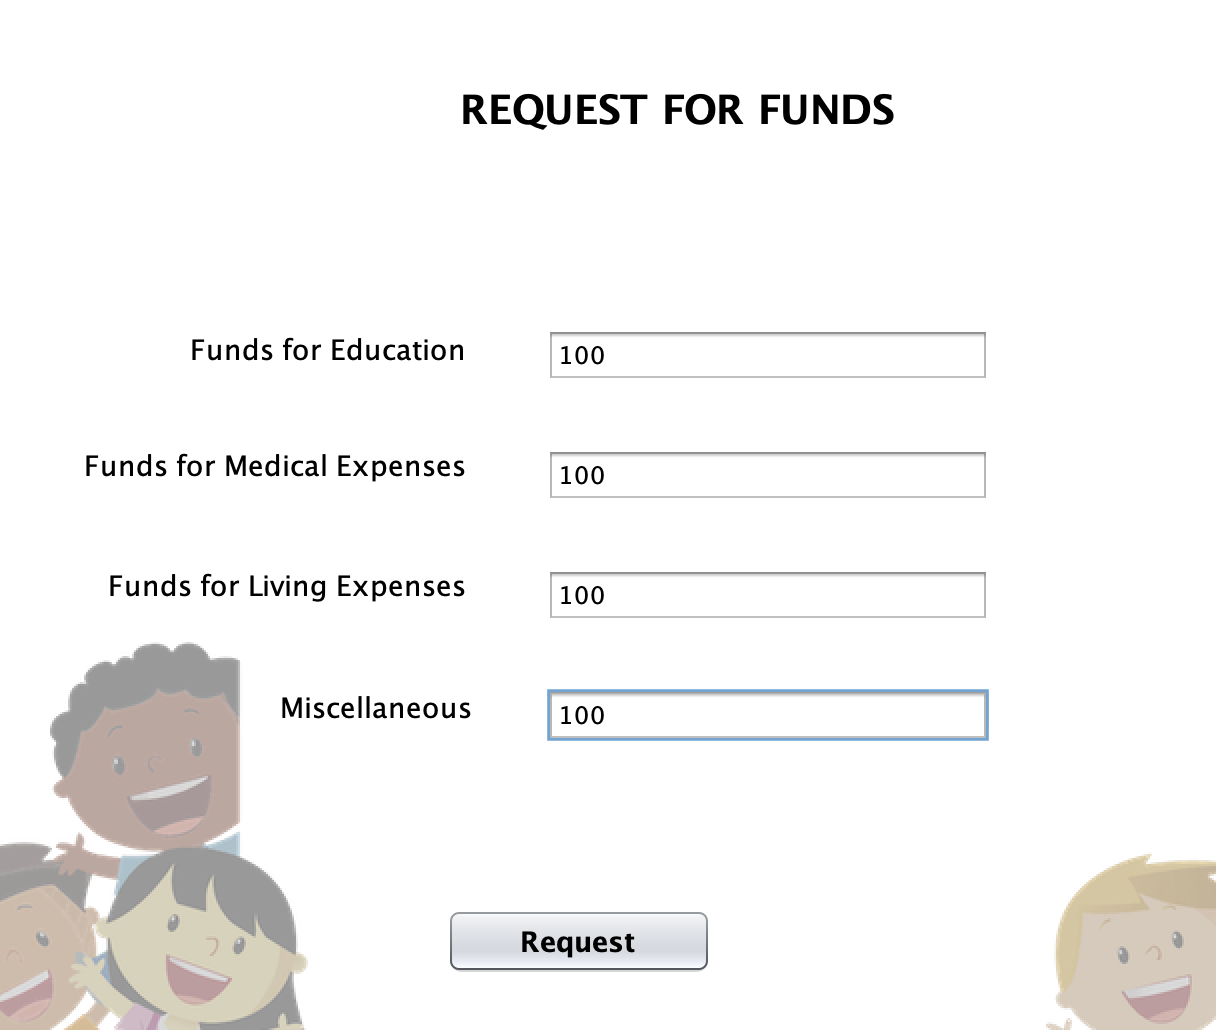 REQUEST FOR FUNDS
Funds for Education 100
Funds for Medical Expenses 100
Funds for Living Expenses 100
Miscellaneous 100
Request